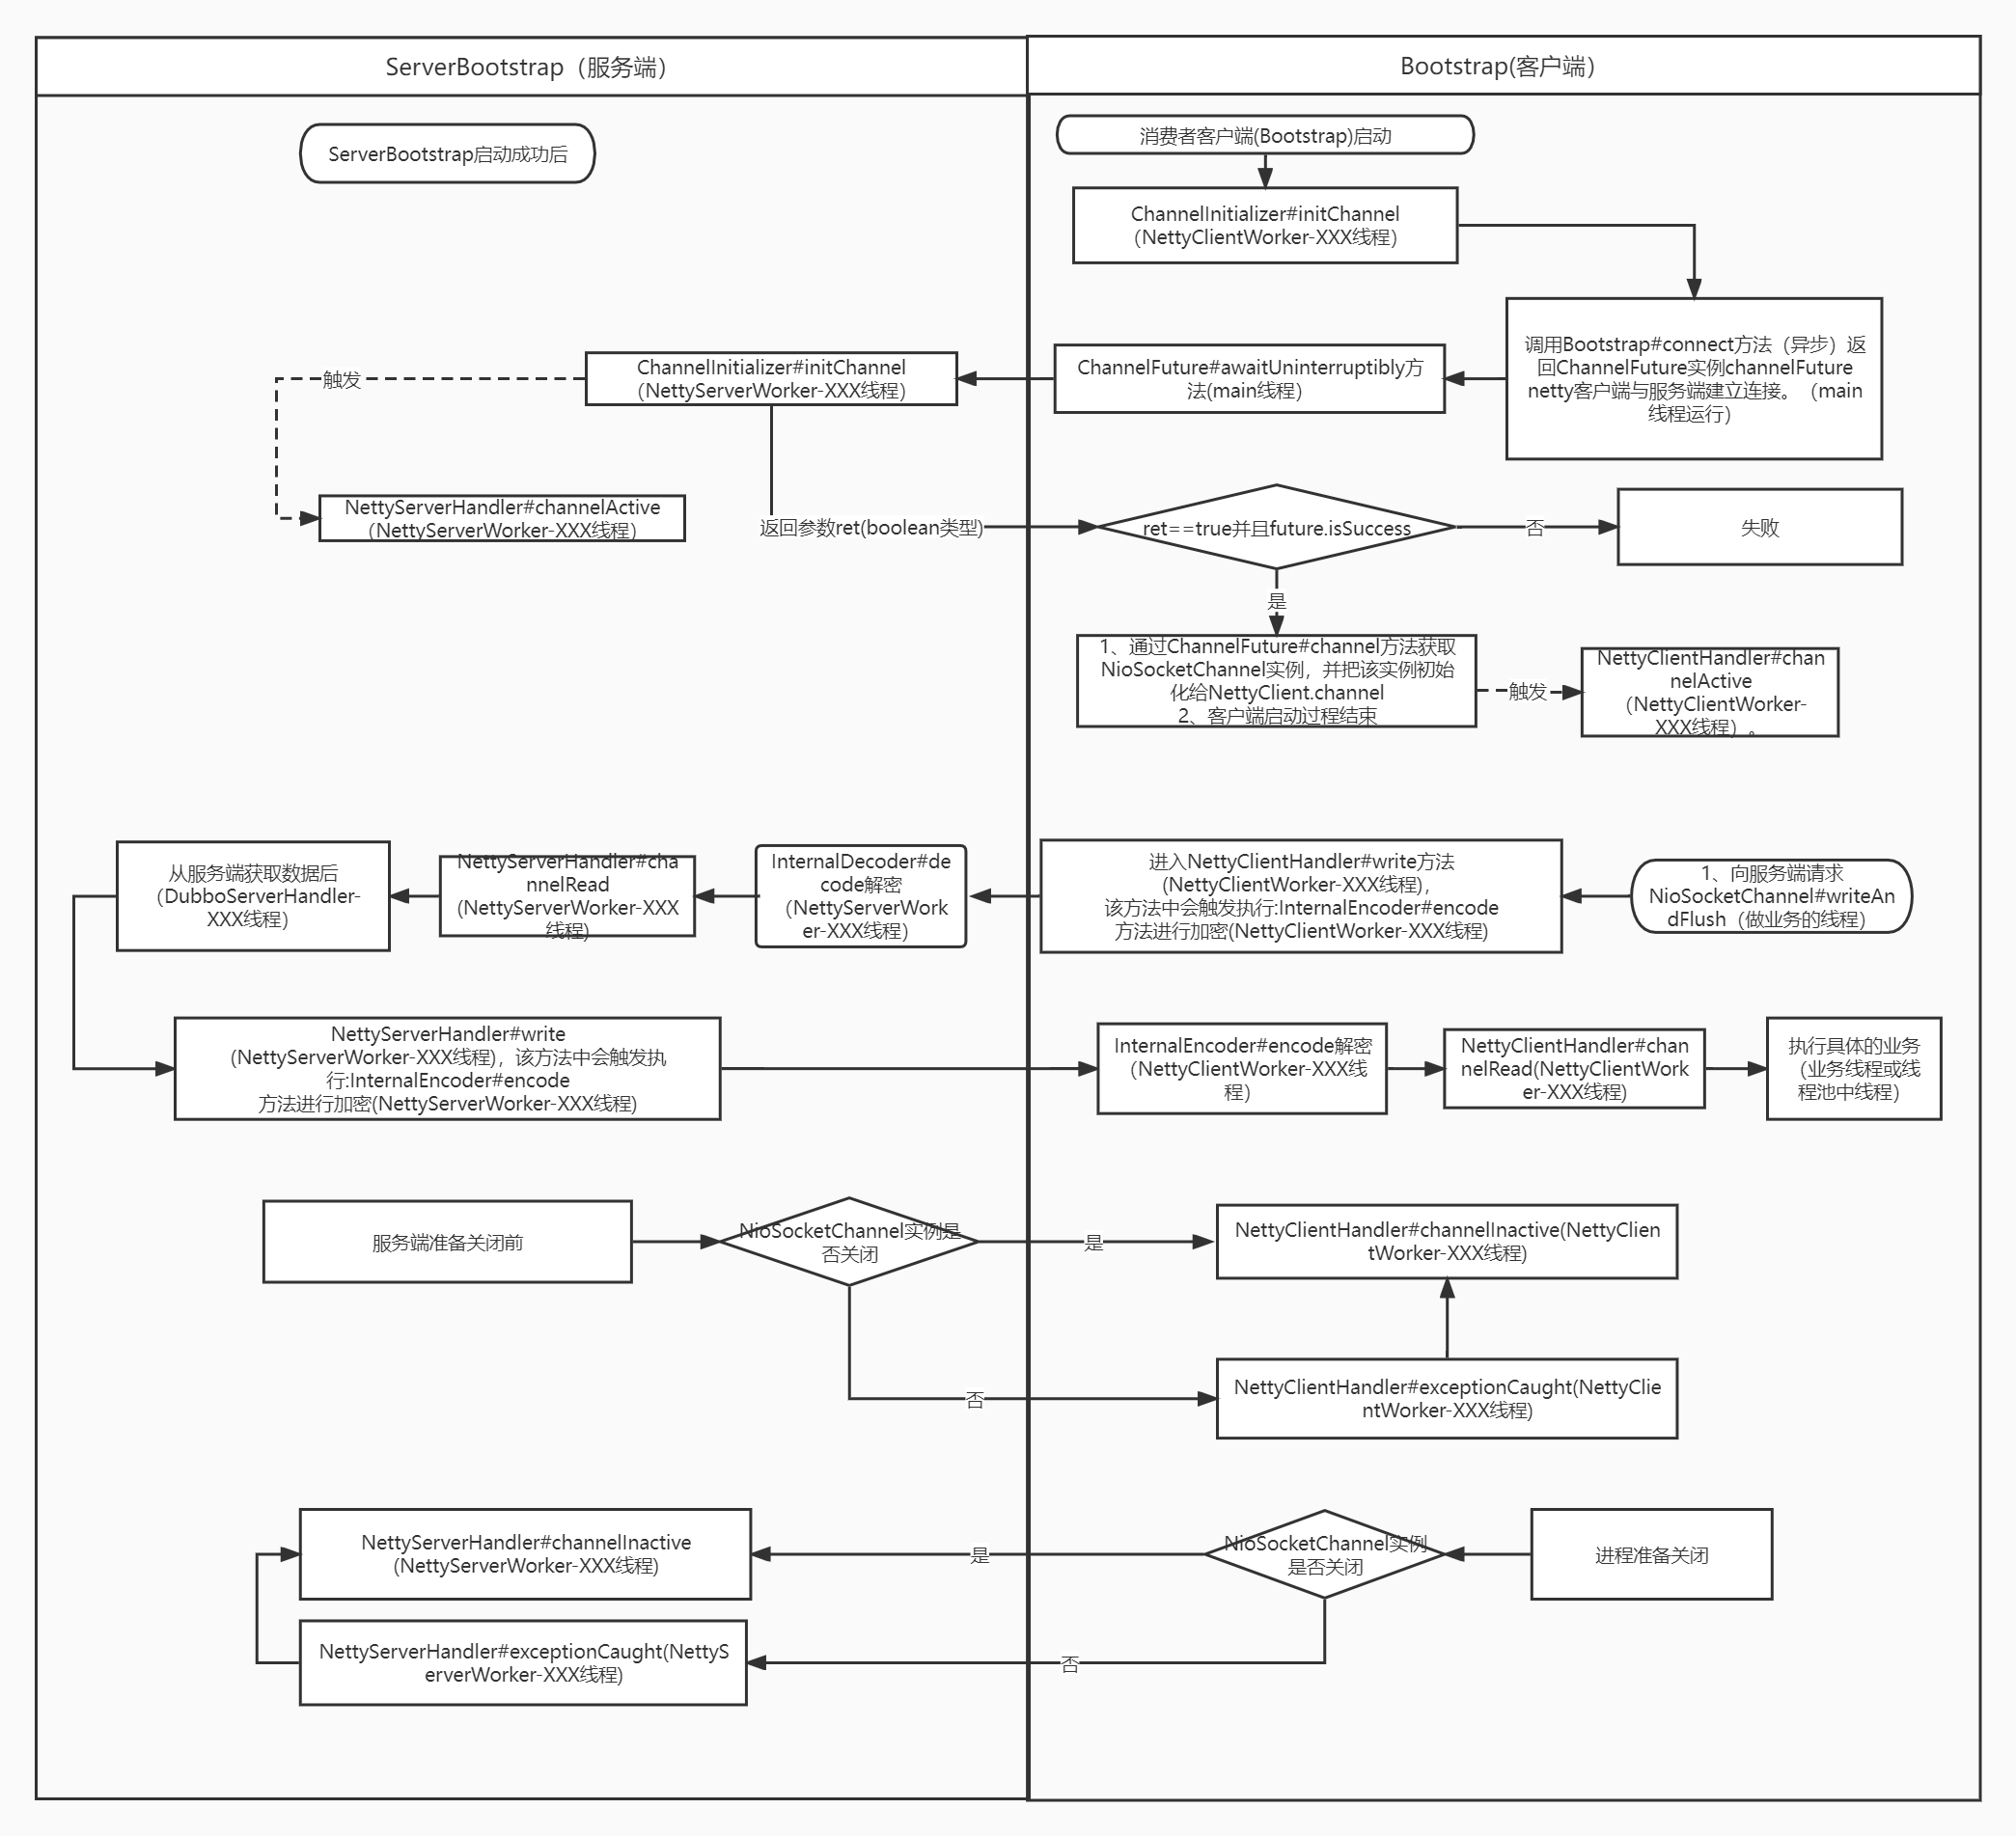 ServerBootstrap（服务端）
Bootstrap(客户端）
ServerBootstrap启动成功后
消费者客户端(Bootstrap)启动
ChannelInitializer#initChannel
（NettyClientWorker-XXX线程）
调用Bootstrap#connect方法（异步）返
回ChannelFuture实例channelFuture
netty客户端与服务端建立连接。（main
线程运行）
ChannelFuture#awaitUninterruptibly方
法(main线程）
ChannelInitializer#initChannel
（NettyServerWorker-XXX线程）
触发
NettyServerHandler#channelActive
（NettyServerWorker-XXX线程）
返回参数ret(boolean类型)
ret==true并且future.isSuccess
否
失败
是
1、通过ChannelFuture#channel方法获取
NioSocketChannel实例，并把该实例初始
化给NettyClient.channel
2、客户端启动过程结束
触发
NettyClientHandler#chan
nelActive
（NettyClientWorker-
XXX线程）。
从服务端获取数据后
（DubboServerHandler-
XXX线程）
NettyServerHandler#cha
nnelRead
(NettyServerWorker-XXX
线程)
InternalDecoder#de
code解密
（NettyServerWork
er-XXX线程）
进入NettyClientHandler#write方法
(NettyClientWorker-XXX线程)，
该方法中会触发执行:InternalEncoder#encode
方法进行加密(NettyClientWorker-XXX线程)
1、向服务端请求
NioSocketChannel#writeAn
dFlush（做业务的线程）
NettyServerHandler#write
(NettyServerWorker-XXX线程)，该方法中会触发执
行:InternalEncoder#encode
方法进行加密(NettyServerWorker-XXX线程)
InternalEncoder#encode解密
（NettyClientWorker-XXX线
程）
NettyClientHandler#chan
nelRead(NettyClientWork
er-XXX线程)
执行具体的业务
（业务线程或线
程池中线程）
服务端准备关闭前
NioSocketChannel实例是
否关闭
是
NettyClientHandler#channelInactive(NettyClien
tWorker-XXX线程)
否
NettyClientHandler#exceptionCaught(NettyClie
ntWorker-XXX线程)
NettyServerHandler#channelInactive
(NettyServerWorker-XXX线程)
是
NioSocketChannel实例
是否关闭
进程准备关闭
NettyServerHandler#exceptionCaught(NettyS
erverWorker-XXX线程)
否